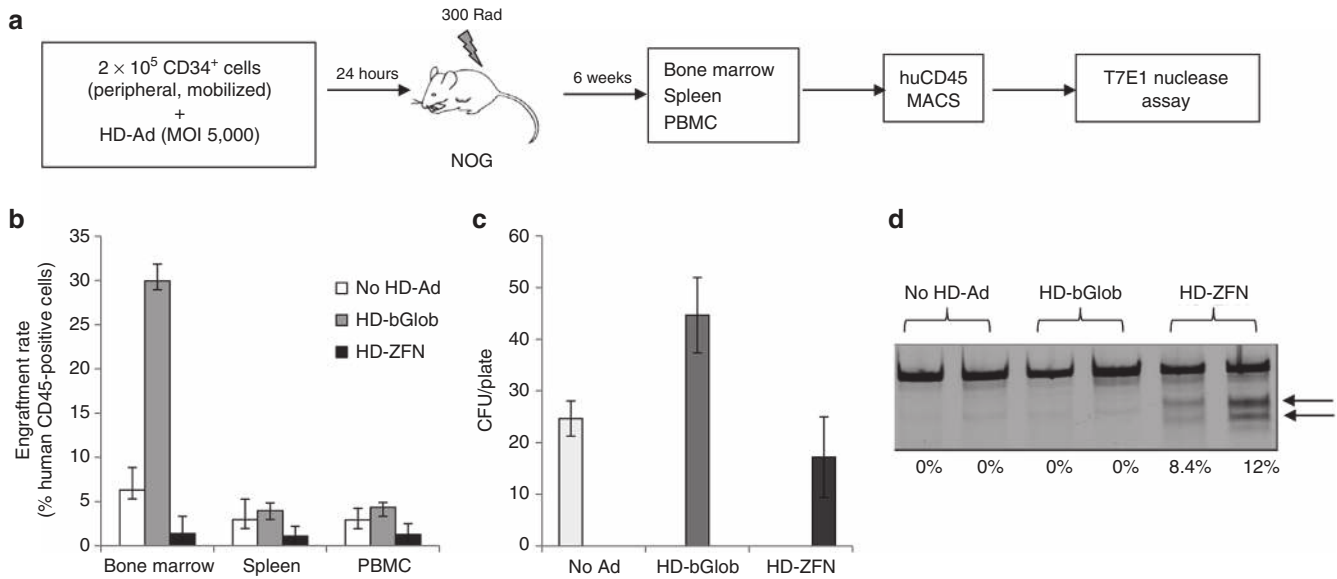 a
2 × 10⁵ CD34⁺ cells
(peripheral, mobilized)
+
HD-Ad (MOI 5,000)
24 hours
300 Rad
NOG
6 weeks
Bone marrow
Spleen
PBMC
huCD45
MACS
T7E1 nuclease
assay
b
Engraftment rate
(% human CD45-positive cells)
35
30
25
20
15
10
5
0
No HD-Ad
HD-bGlob
HD-ZFN
Bone marrow
Spleen
PBMC
c
CFU/plate
60
50
40
30
20
10
0
No Ad
HD-bGlob
HD-ZFN
d
No HD-Ad
HD-bGlob
HD-ZFN
0% 0% 0% 0% 8.4% 12%